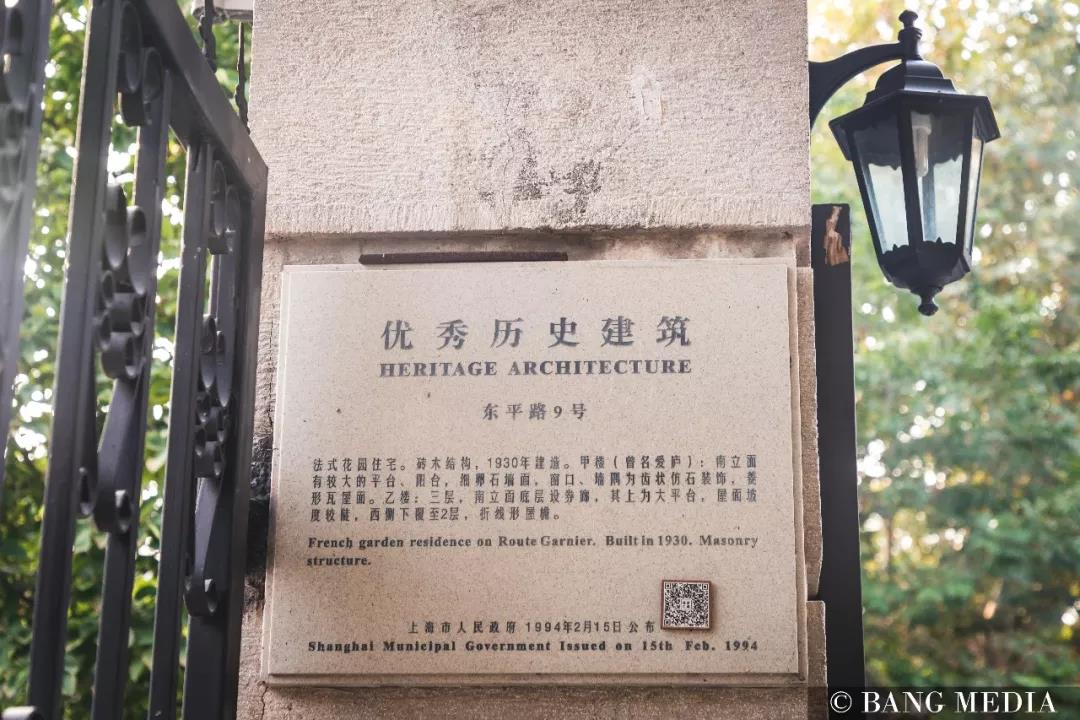 优秀历史建筑
HERITAGE ARCHITECTURE
东平路9号
法式花园住宅。砖木结构，1930年建造。甲楼（曾名爱庐）：南立面
有较大的平台、阳台，细卵石墙面，窗口、墙隅为齿状仿石装饰，菱
形瓦屋面。乙楼：三层，南立面底层设券廊，其上为大平台，屋面坡
度较陡，西侧下覆至2层，折线形屋檐。
French garden residence on Route Garnier. Built in 1930. Masonry
structure.
上海市人民政府 1994年2月15日公布
Shanghai Municipal Government Issued on 15th Feb. 1994
© BANG MEDIA